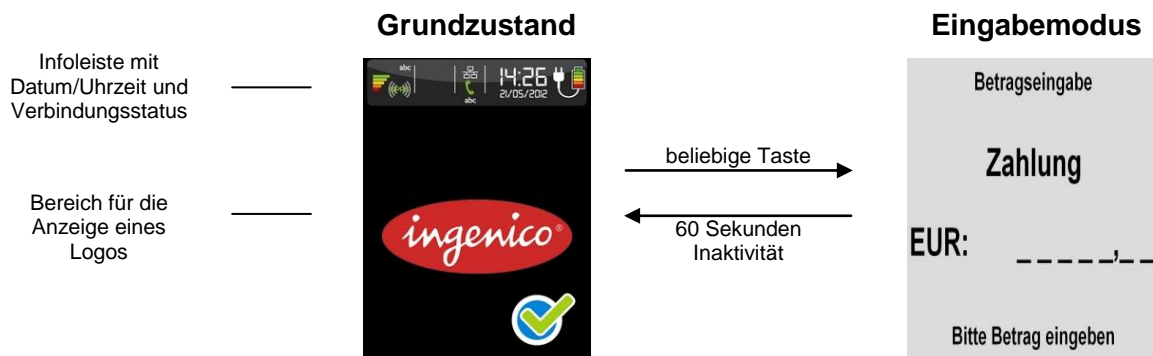 Grundzustand
Eingabemodus
Infoleiste mit
Datum/Uhrzeit und
Verbindungsstatus
Bereich für die
Anzeige eines
Logos
abc
abc
14:26
21/05/2012
ingenico®
beliebige Taste
60 Sekunden
Inaktivität
Betragseingabe
Zahlung
EUR: _ _ _ _ _,_ _
Bitte Betrag eingeben